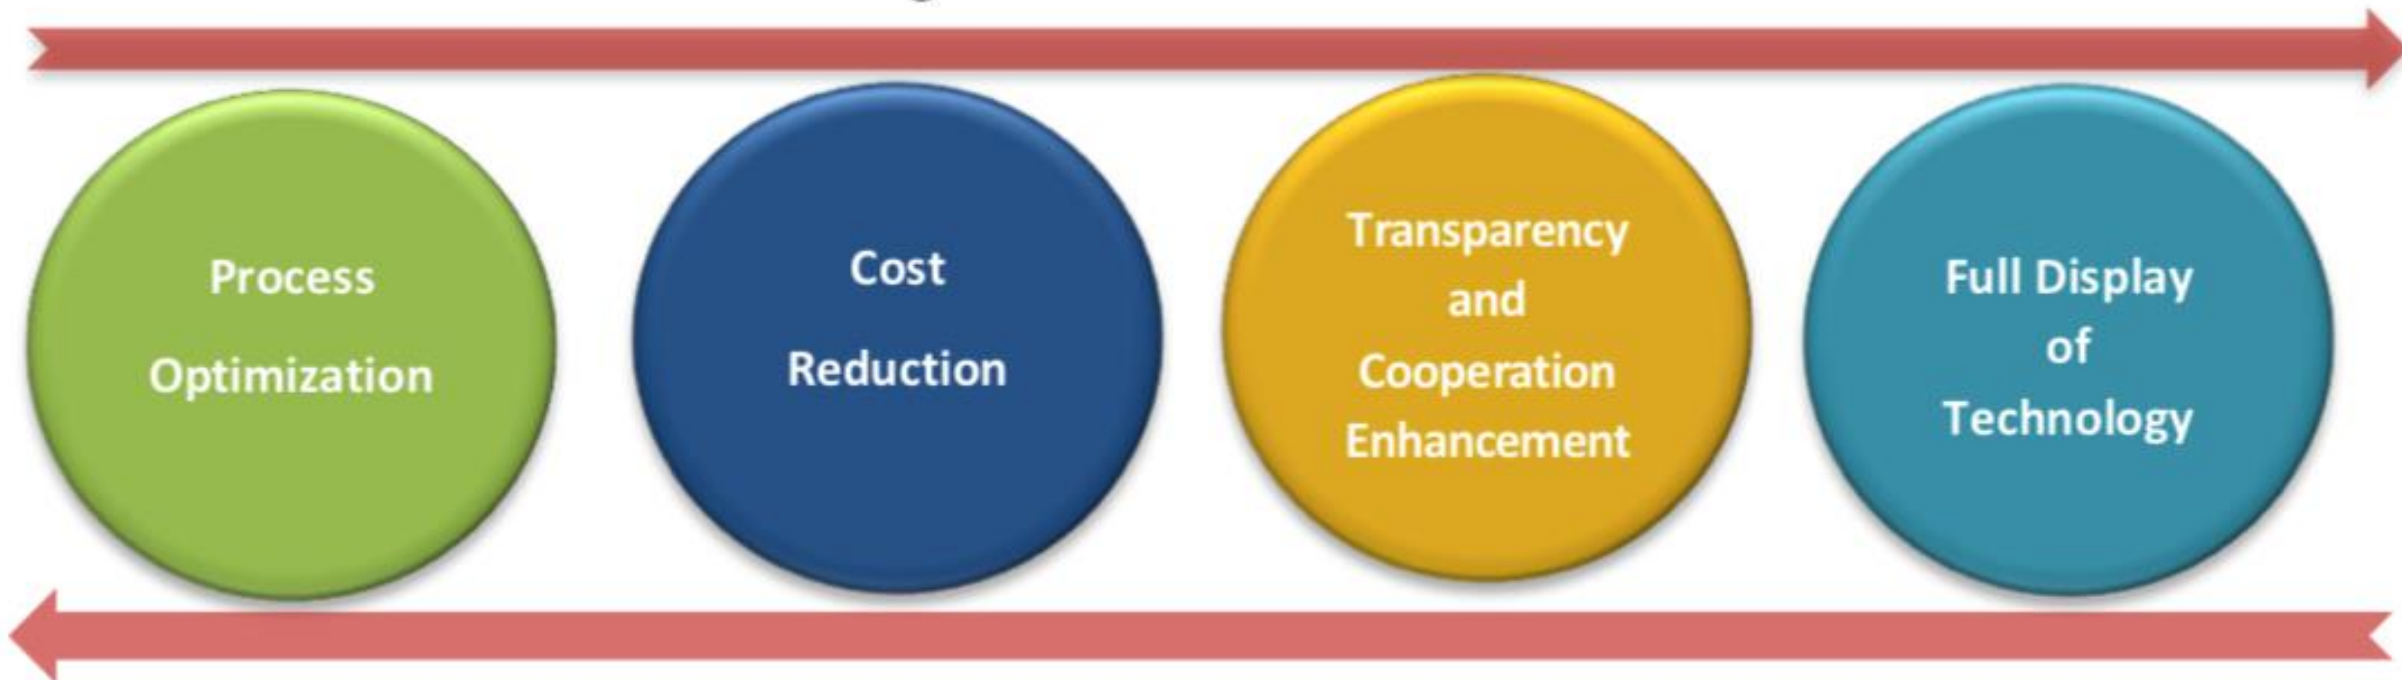 Process
Optimization
Cost
Reduction
Transparency
and
Cooperation
Enhancement
Full Display
of
Technology